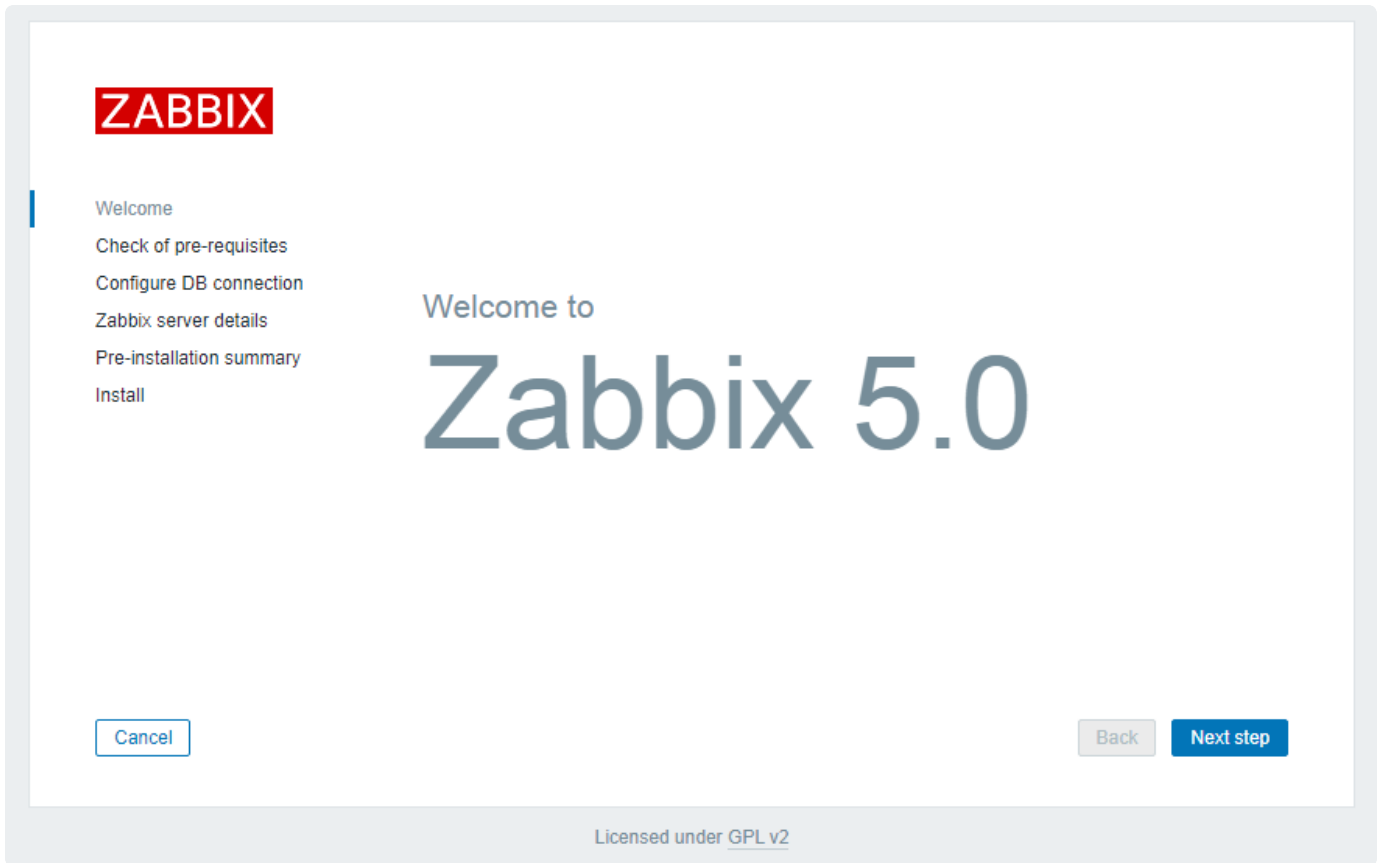 ZABBIX
Welcome
Check of pre-requisites
Configure DB connection
Zabbix server details
Pre-installation summary
Install
Welcome to
Zabbix 5.0
Cancel
Back
Next step
Licensed under GPL v2